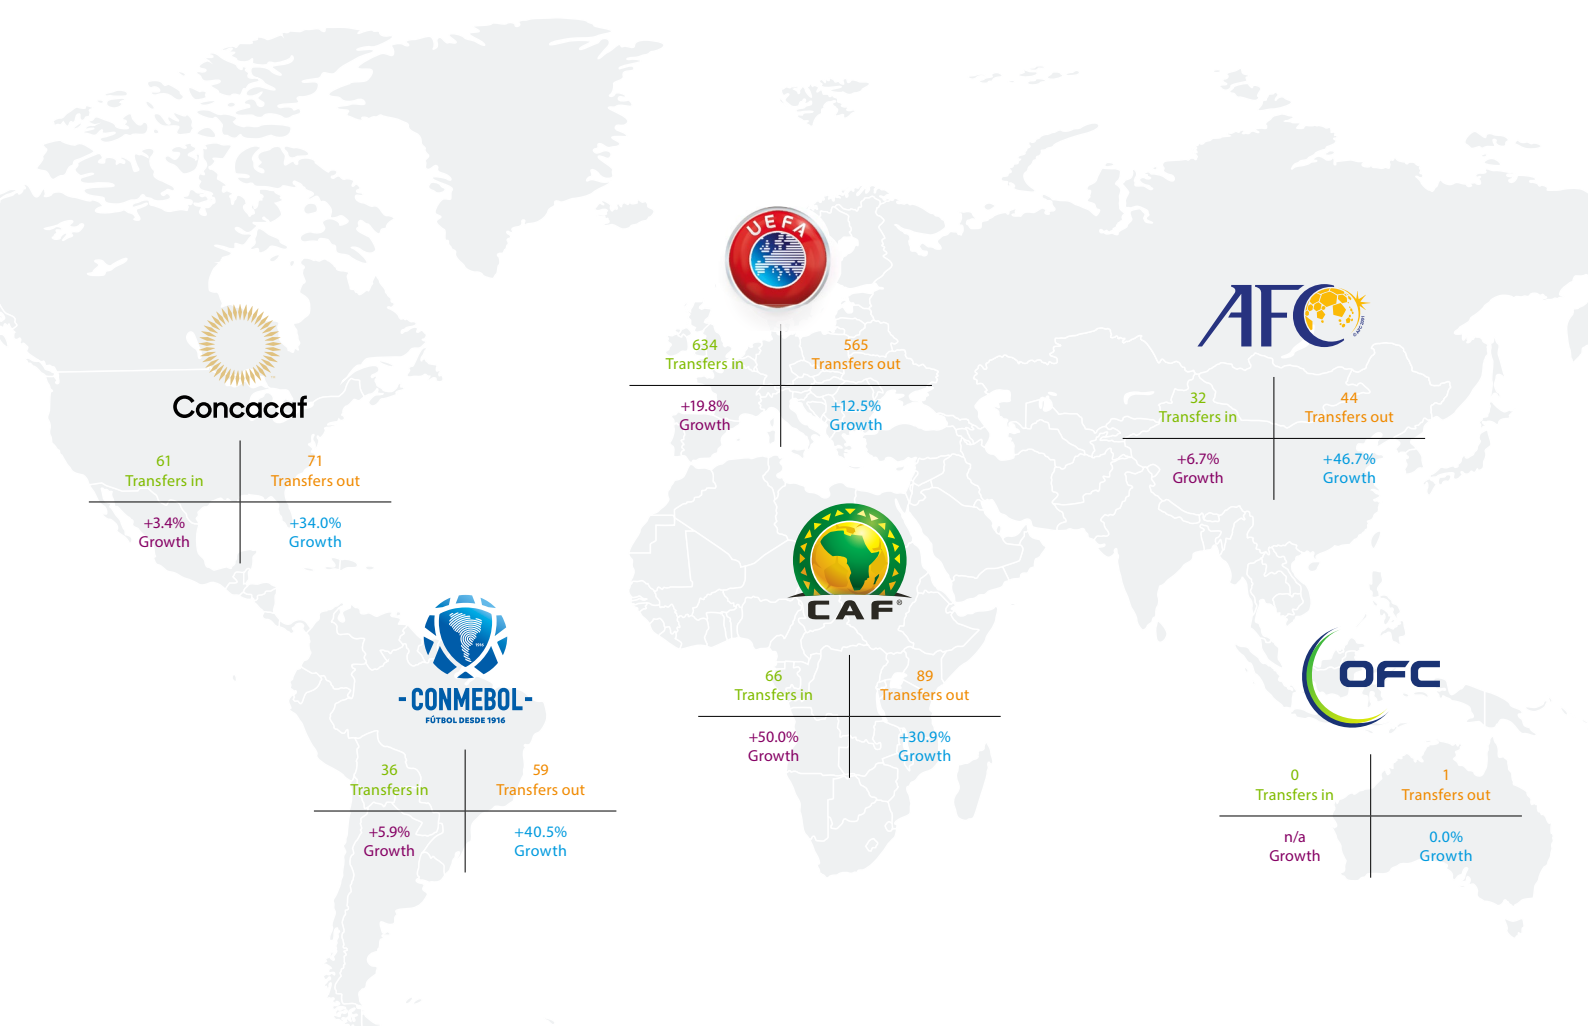 UEFA
634
Transfers in
565
Transfers out
+19.8%
Growth
+12.5%
Growth
AFC
32
Transfers in
44
Transfers out
+6.7%
Growth
+46.7%
Growth
Concacaf
61
Transfers in
71
Transfers out
+3.4%
Growth
+34.0%
Growth
CAF®
66
Transfers in
89
Transfers out
+50.0%
Growth
+30.9%
Growth
1916
-CONMEBOL-
FÚTBOL DESDE 1916
36
Transfers in
59
Transfers out
+5.9%
Growth
+40.5%
Growth
OFC
0
Transfers in
1
Transfers out
n/a
Growth
0.0%
Growth